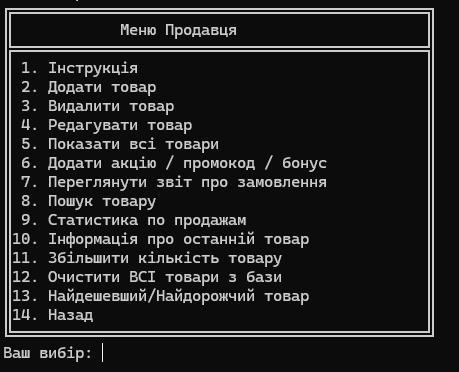 Меню Продавця
1. Інструкція
2. Додати товар
3. Видалити товар
4. Редагувати товар
5. Показати всі товари
6. Додати акцію / промокод / бонус
7. Переглянути звіт про замовлення
8. Пошук товару
9. Статистика по продажам
10. Інформація про останній товар
11. Збільшити кількість товару
12. Очистити ВСІ товари з бази
13. Найдешевший/Найдорожчий товар
14. Назад
Ваш вибір: